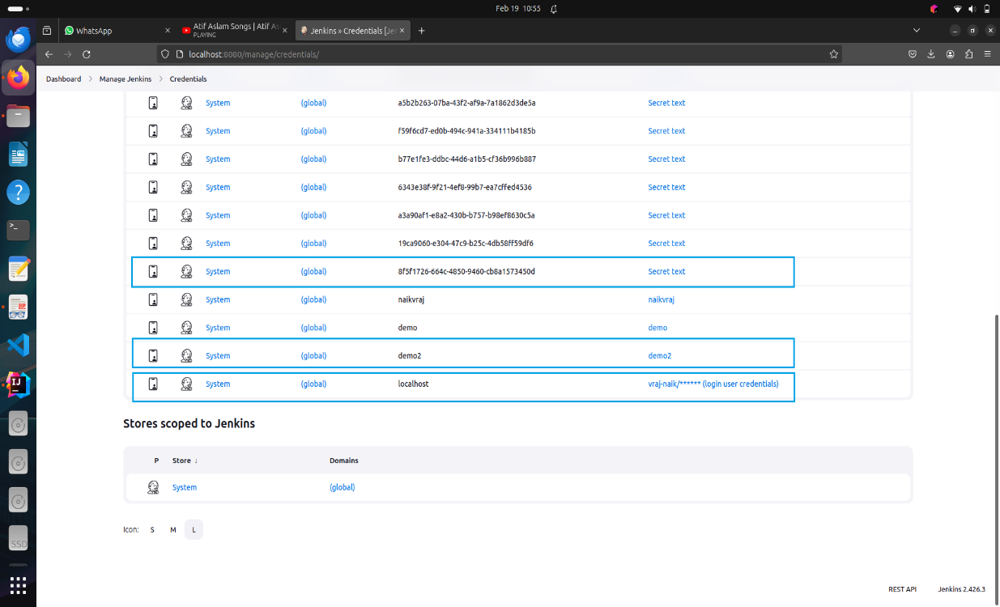 Feb 19 10:55
WhatsApp
Atif Aslam Songs | Atif As
PLAYING
Jenkins » Credentials [Jen
localhost:8080/manage/credentials/
Dashboard > Manage Jenkins > Credentials
System (global) a5b2b263-07ba-43f2-af9a-7a1862d3de5a Secret text
System (global) f59f6cd7-ed0b-494c-941a-334111b4185b Secret text
System (global) b77e1fe3-ddbc-44d6-a1b5-cf36b996b887 Secret text
System (global) 6343e38f-9f21-4ef8-99b7-ea7cffed4536 Secret text
System (global) a3a90af1-e8a2-430b-b757-b98ef8630c5a Secret text
System (global) 19ca9060-e304-47c9-b25c-4db58ff59df6 Secret text
System (global) 8f5f1726-664c-4850-9460-cb8a1573450d Secret text
System (global) naikvraj naikvraj
System (global) demo demo
System (global) demo2 demo2
System (global) localhost vraj-naik/****** (login user credentials)
Stores scoped to Jenkins
P Store ↓ Domains
System (global)
Icon: S M L
REST API Jenkins 2.426.3
IJ
SSD